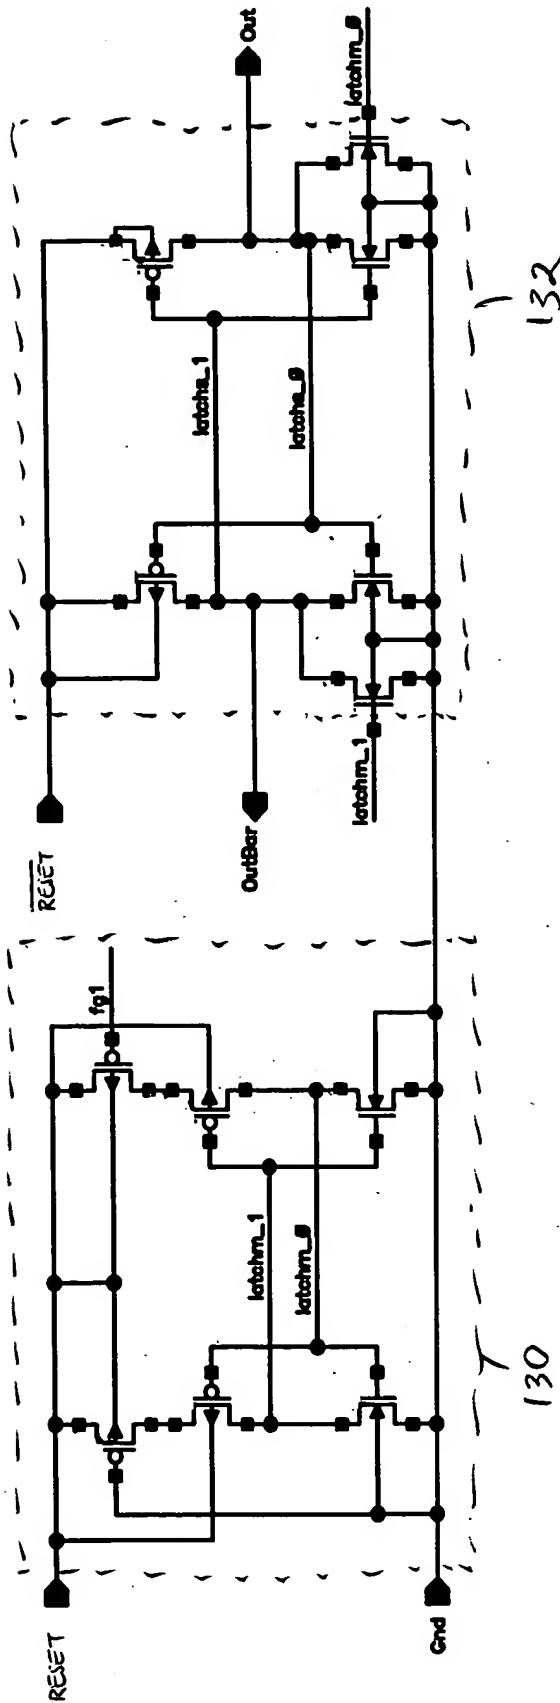 RESET
Gnd
130
latchm_1
latchm_0
fg1
RESET
OutBar
latchm_1
132
latchs_1
latchs_0
Out
latchm_0